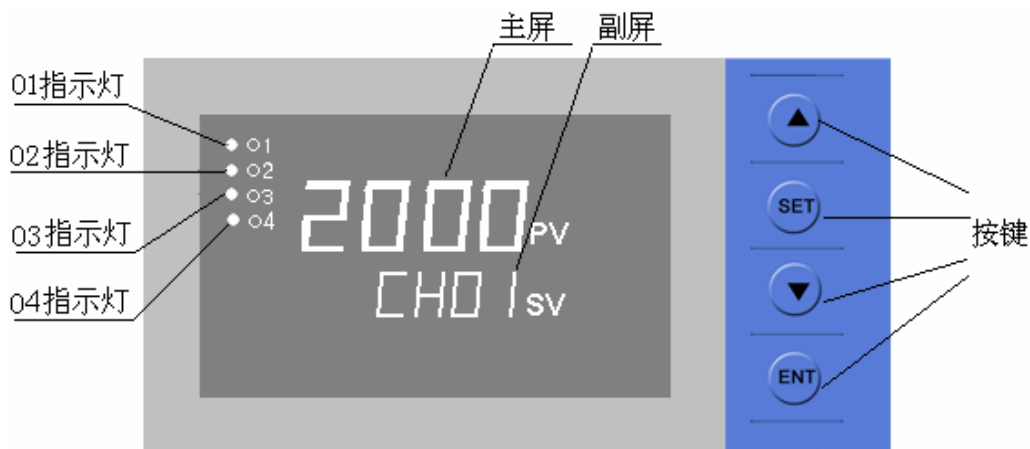 主屏 副屏
01指示灯
02指示灯
03指示灯
04指示灯
O1
O2
O3
O4
2000 PV
CH01 SV
SET
ENT
按键